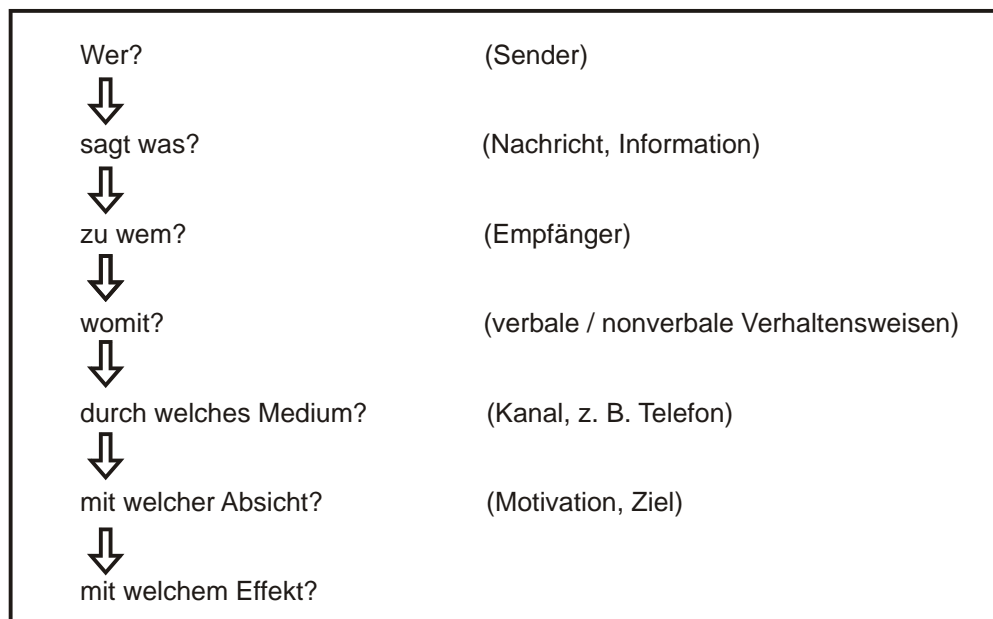 Wer? (Sender)
sagt was? (Nachricht, Information)
zu wem? (Empfänger)
womit? (verbale / nonverbale Verhaltensweisen)
durch welches Medium? (Kanal, z. B. Telefon)
mit welcher Absicht? (Motivation, Ziel)
mit welchem Effekt?